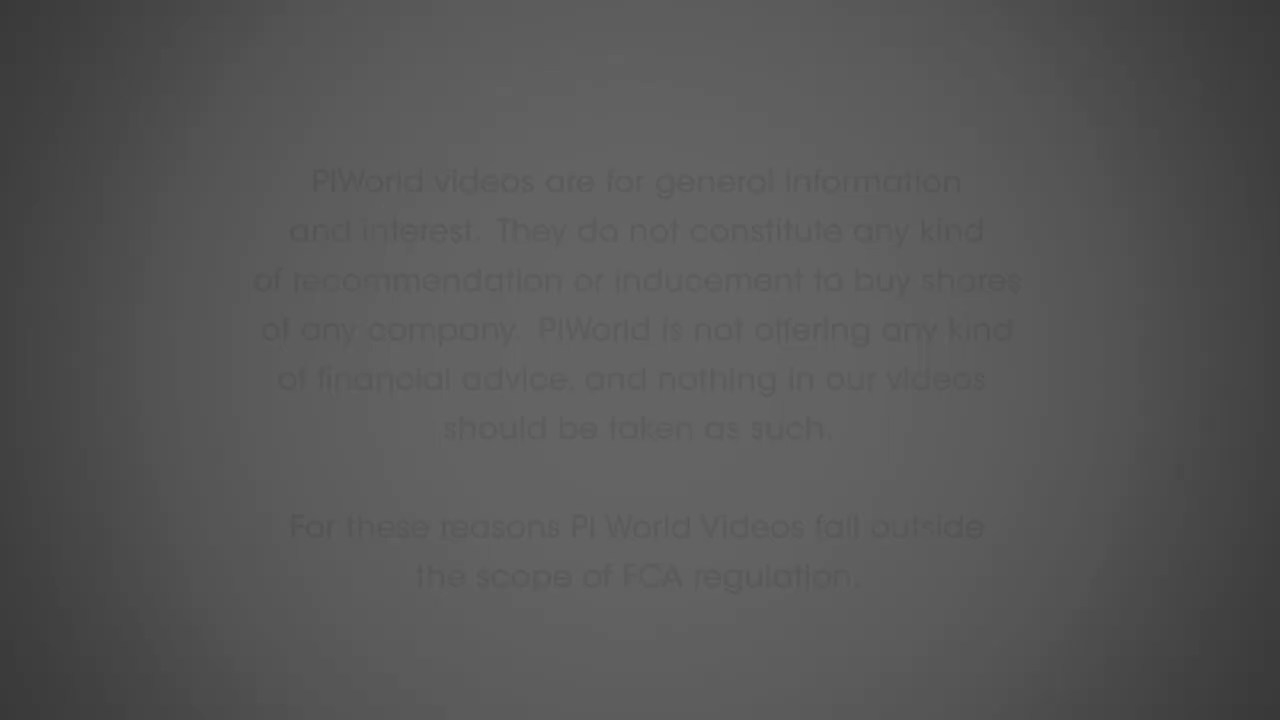 PIWorld videos are for general information
and interest.  They do not constitute any kind
of recommendation or inducement to buy shares
of any company.  PIWorld is not offering any kind
of financial advice, and nothing in our videos
should be taken as such.
For these reasons PI World Videos fall outside
the scope of FCA regulation.